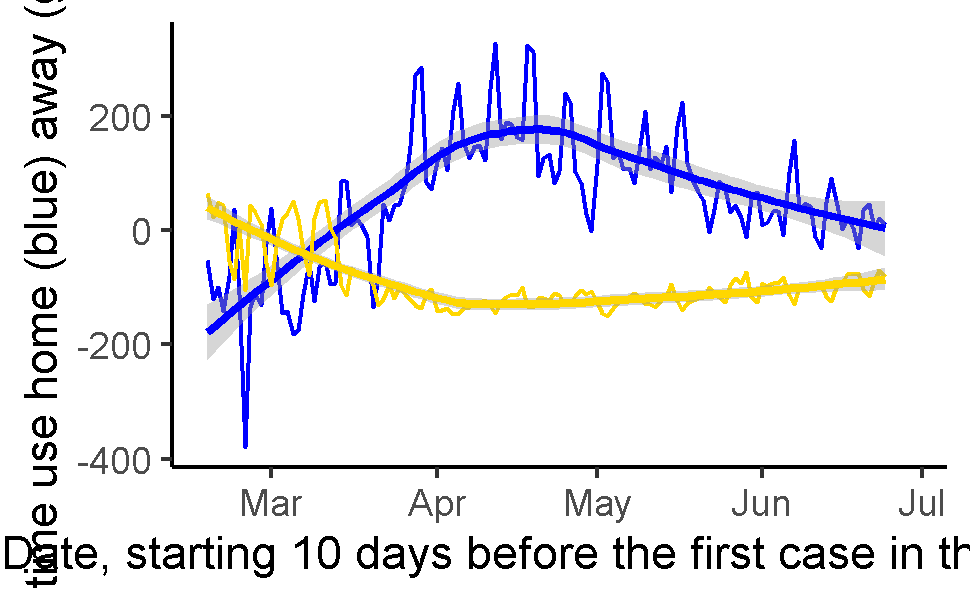 time use home (blue) away (
200
0
-200
-400
Mar Apr May Jun Jul
Date, starting 10 days before the first case in th